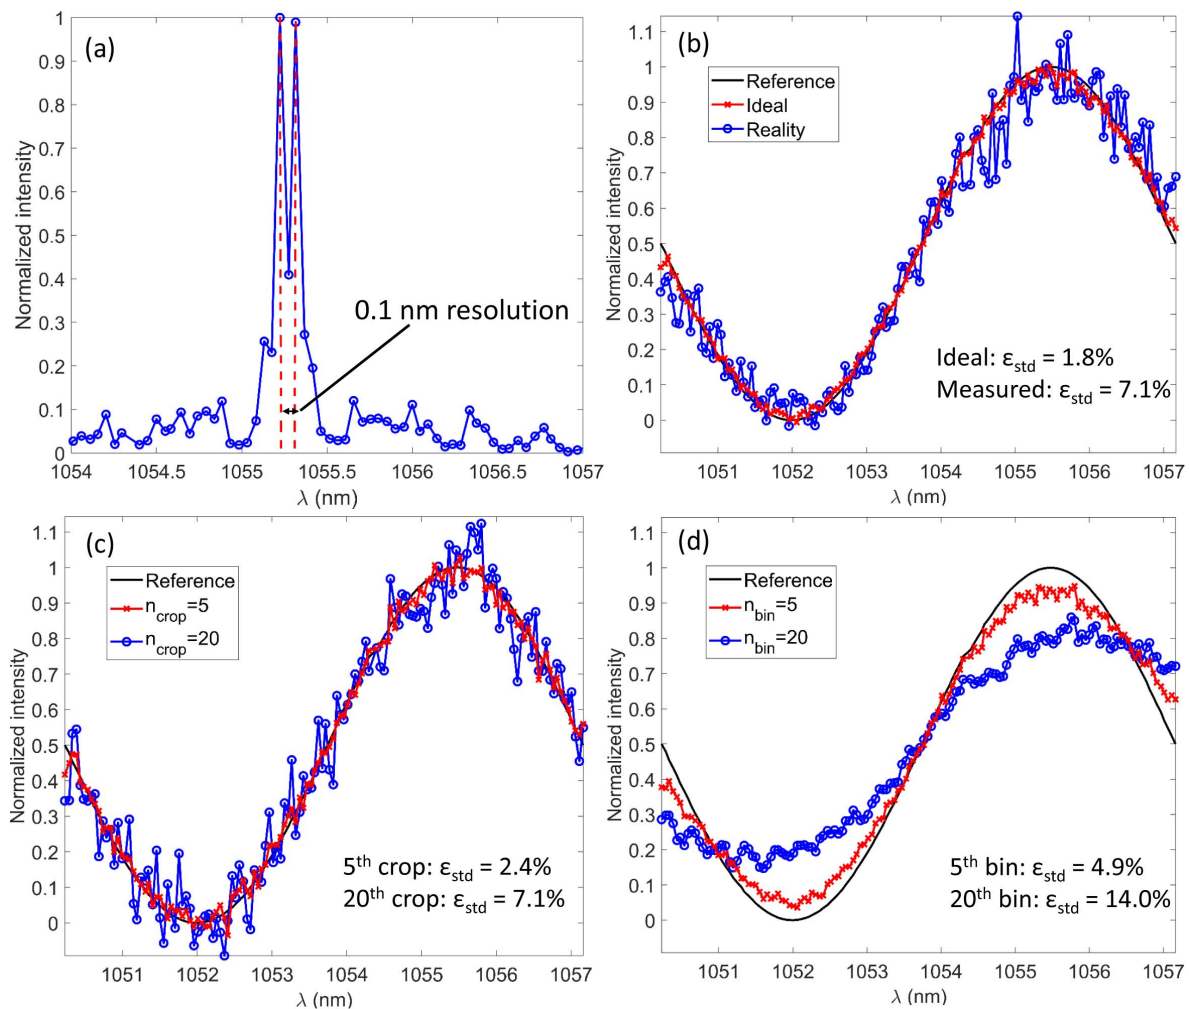 (a)
Normalized intensity
1
0.9
0.8
0.7
0.6
0.5
0.4
0.3
0.2
0.1
0
0.1 nm resolution
1054 1054.5 1055 1055.5 1056 1056.5 1057
λ (nm)
(b)
Normalized intensity
1.1
1
0.9
0.8
0.7
0.6
0.5
0.4
0.3
0.2
0.1
0
Reference
Ideal
Reality
Ideal: ε_std = 1.8%
Measured: ε_std = 7.1%
1051 1052 1053 1054 1055 1056 1057
λ (nm)
(c)
Normalized intensity
1.1
1
0.9
0.8
0.7
0.6
0.5
0.4
0.3
0.2
0.1
0
Reference
n_crop=5
n_crop=20
5th crop: ε_std = 2.4%
20th crop: ε_std = 7.1%
1051 1052 1053 1054 1055 1056 1057
λ (nm)
(d)
Normalized intensity
1.1
1
0.9
0.8
0.7
0.6
0.5
0.4
0.3
0.2
0.1
0
Reference
n_bin=5
n_bin=20
5th bin: ε_std = 4.9%
20th bin: ε_std = 14.0%
1051 1052 1053 1054 1055 1056 1057
λ (nm)